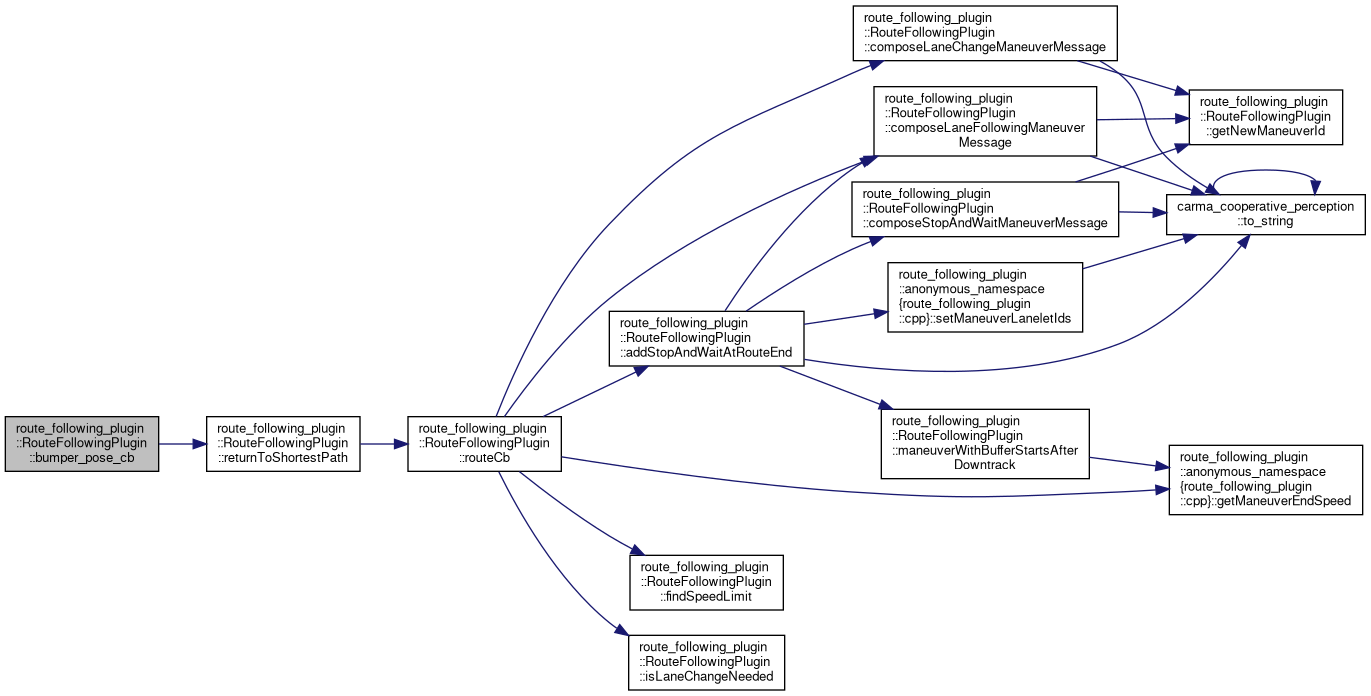 route_following_plugin
::RouteFollowingPlugin
::bumper_pose_cb
route_following_plugin
::RouteFollowingPlugin
::returnToShortestPath
route_following_plugin
::RouteFollowingPlugin
::routeCb
route_following_plugin
::RouteFollowingPlugin
::addStopAndWaitAtRouteEnd
route_following_plugin
::RouteFollowingPlugin
::findSpeedLimit
route_following_plugin
::RouteFollowingPlugin
::isLaneChangeNeeded
route_following_plugin
::RouteFollowingPlugin
::composeLaneChangeManeuverMessage
route_following_plugin
::RouteFollowingPlugin
::composeLaneFollowingManeuver
Message
route_following_plugin
::RouteFollowingPlugin
::composeStopAndWaitManeuverMessage
route_following_plugin
::anonymous_namespace
{route_following_plugin
::cpp}::setManeuverLaneletIds
route_following_plugin
::RouteFollowingPlugin
::maneuverWithBufferStartsAfter
Downtrack
route_following_plugin
::RouteFollowingPlugin
::getNewManeuverId
carma_cooperative_perception
::to_string
route_following_plugin
::anonymous_namespace
{route_following_plugin
::cpp}::getManeuverEndSpeed